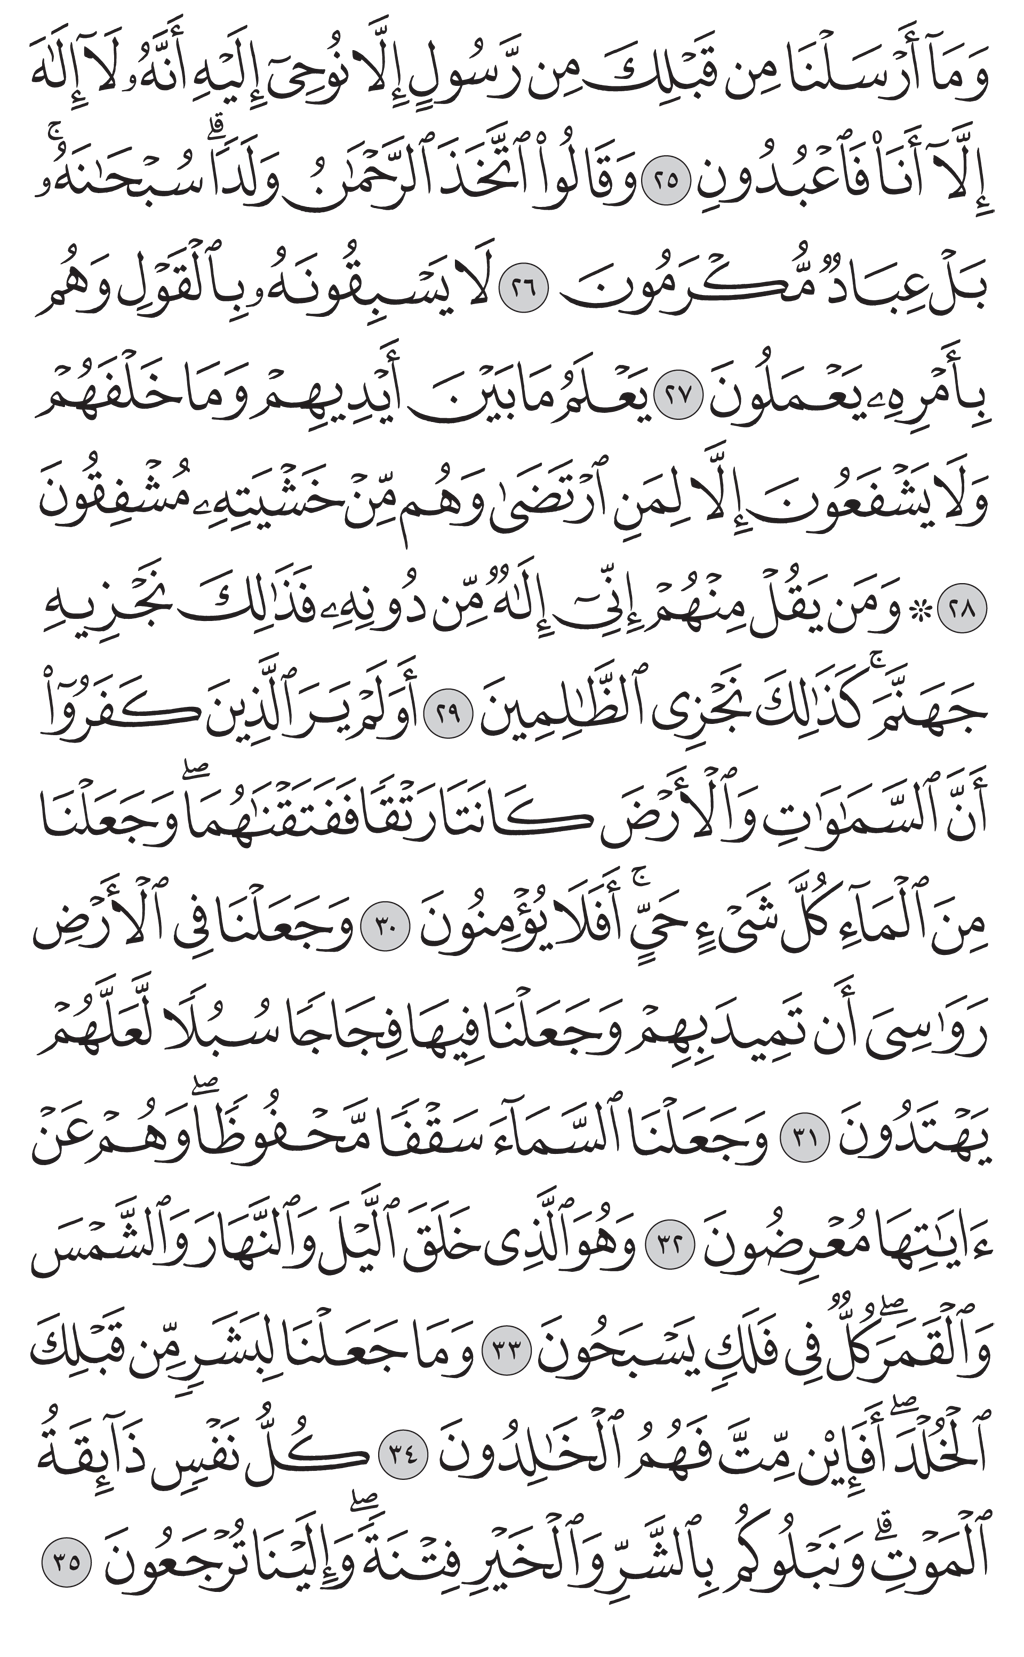 وَمَآ أَرْسَلْنَا مِن قَبْلِكَ مِن رَّسُولٍ إِلَّا نُوحِىٓ إِلَيْهِ أَنَّهُۥ لَآ إِلَٰهَ
إِلَّآ أَنَا۠ فَٱعْبُدُونِ ٢٥ وَقَالُوا۟ ٱتَّخَذَ ٱلرَّحْمَٰنُ وَلَدًۭا ۗ سُبْحَٰنَهُۥ ۚ
بَلْ عِبَادٌۭ مُّكْرَمُونَ ٢٦ لَا يَسْبِقُونَهُۥ بِٱلْقَوْلِ وَهُم
بِأَمْرِهِۦ يَعْمَلُونَ ٢٧ يَعْلَمُ مَا بَيْنَ أَيْدِيهِمْ وَمَا خَلْفَهُمْ
وَلَا يَشْفَعُونَ إِلَّا لِمَنِ ٱرْتَضَىٰ وَهُم مِّنْ خَشْيَتِهِۦ مُشْفِقُونَ
٢٨ ۞ وَمَن يَقُلْ مِنْهُمْ إِنِّىٓ إِلَٰهٌۭ مِّن دُونِهِۦ فَذَٰلِكَ نَجْزِيهِ
جَهَنَّمَ ۚ كَذَٰلِكَ نَجْزِى ٱلظَّٰلِمِينَ ٢٩ أَوَلَمْ يَرَ ٱلَّذِينَ كَفَرُوٓا۟
أَنَّ ٱلسَّمَٰوَٰتِ وَٱلْأَرْضَ كَانَتَا رَتْقًۭا فَفَتَقْنَٰهُمَا ۖ وَجَعَلْنَا
مِنَ ٱلْمَآءِ كُلَّ شَىْءٍ حَىٍّ ۚ أَفَلَا يُؤْمِنُونَ ٣٠ وَجَعَلْنَا فِى ٱلْأَرْضِ
رَوَٰسِىَ أَن تَمِيدَ بِهِمْ وَجَعَلْنَا فِيهَا فِجَاجًۭا سُبُلًۭا لَّعَلَّهُمْ
يَهْتَدُونَ ٣١ وَجَعَلْنَا ٱلسَّمَآءَ سَقْفًۭا مَّحْفُوظًۭا ۖ وَهُمْ عَنْ
ءَايَٰتِهَا مُعْرِضُونَ ٣٢ وَهُوَ ٱلَّذِى خَلَقَ ٱلَّيْلَ وَٱلنَّهَارَ وَٱلشَّمْسَ
وَٱلْقَمَرَ ۖ كُلٌّۭ فِى فَلَكٍۢ يَسْبَحُونَ ٣٣ وَمَا جَعَلْنَا لِبَشَرٍۢ مِّن قَبْلِكَ
ٱلْخُلْدَ ۖ أَفَإِي۟ن مِّتَّ فَهُمُ ٱلْخَٰلِدُونَ ٣٤ كُلُّ نَفْسٍۢ ذَآئِقَةُ
ٱلْمَوْتِ ۗ وَنَبْلُوكُم بِٱلشَّرِّ وَٱلْخَيْرِ فِتْنَةًۭ ۖ وَإِلَيْنَا تُرْجَعُونَ ٣٥